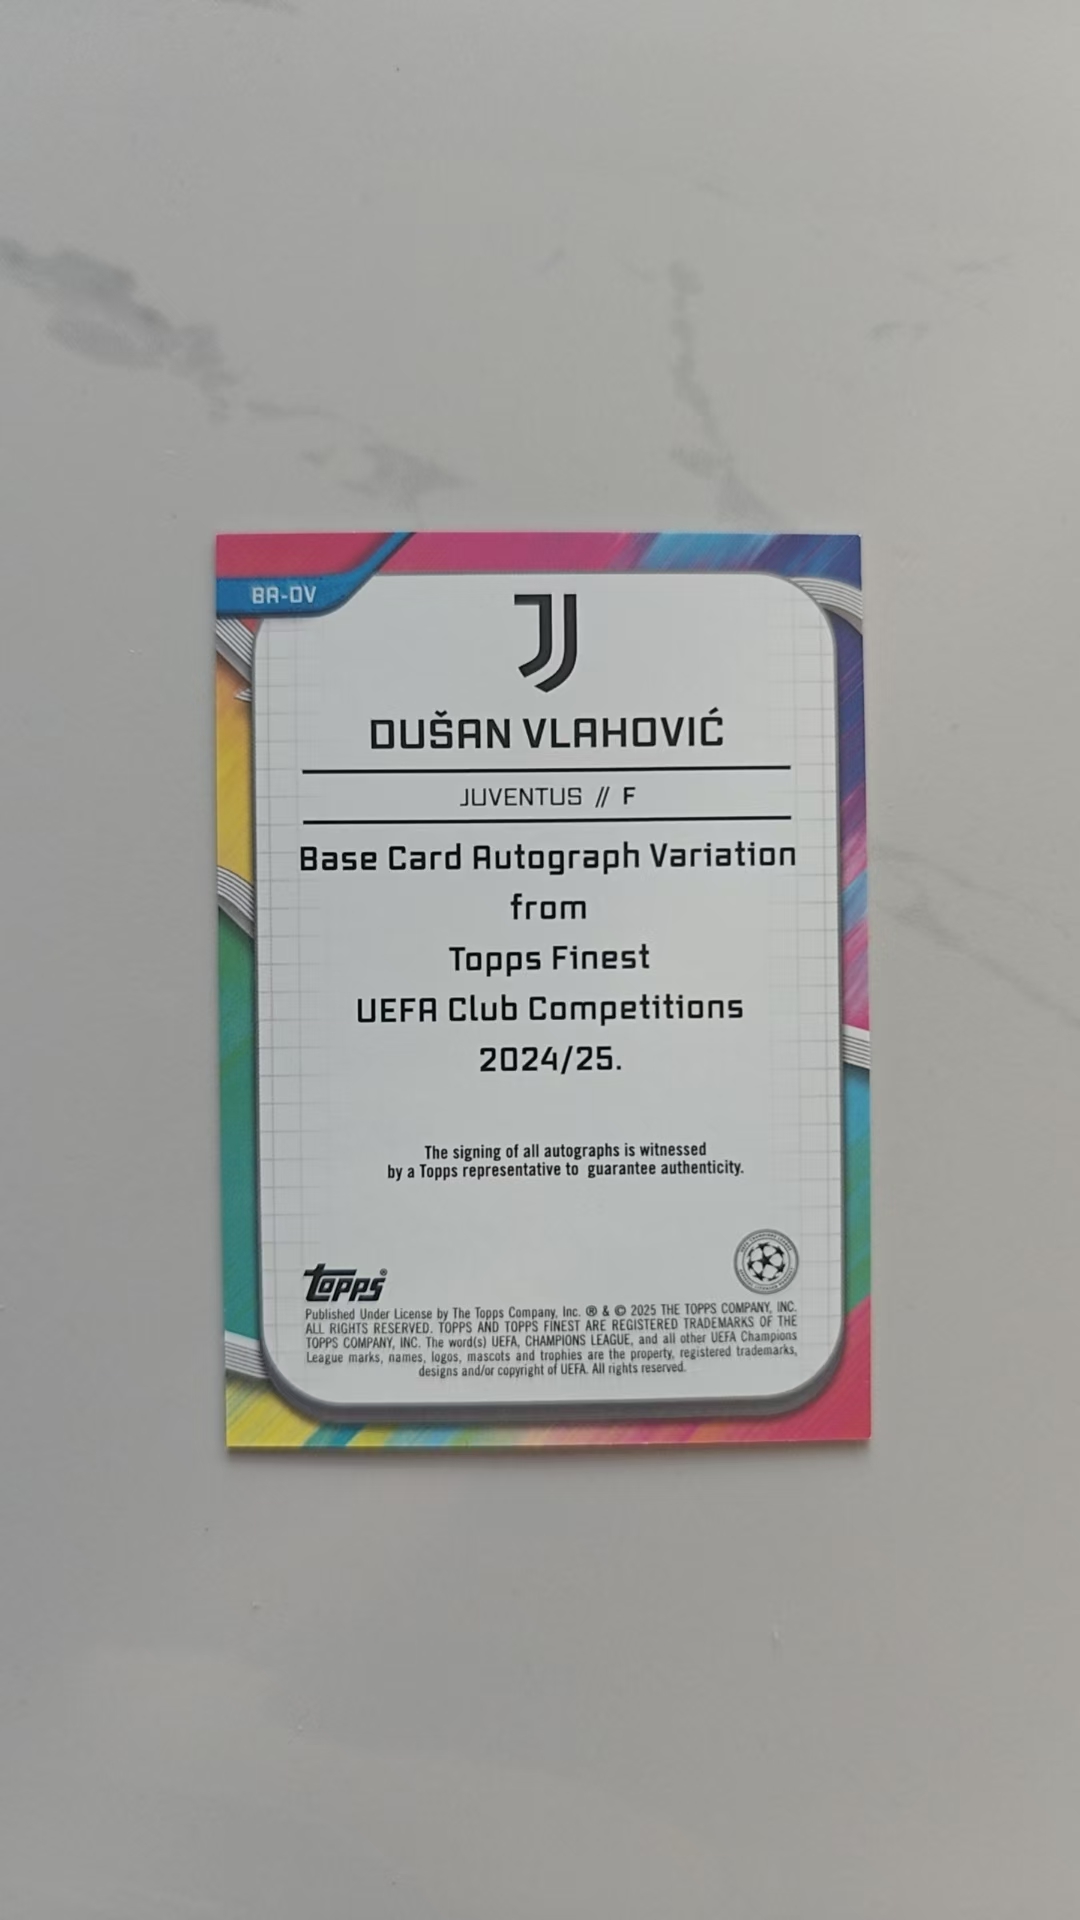 BA-DV
DUŠAN VLAHOVIĆ
JUVENTUS // F
Base Card Autograph Variation
from
Topps Finest
UEFA Club Competitions
2024/25.
The signing of all autographs is witnessed
by a Topps representative to guarantee authenticity.
topps®
Published Under License by The Topps Company, Inc. ® & © 2025 THE TOPPS COMPANY, INC.
ALL RIGHTS RESERVED. TOPPS AND TOPPS FINEST ARE REGISTERED TRADEMARKS OF THE
TOPPS COMPANY, INC. The word(s) UEFA, CHAMPIONS LEAGUE, and all other UEFA Champions
League marks, names, logos, mascots and trophies are the property, registered trademarks,
designs and/or copyright of UEFA. All rights reserved.